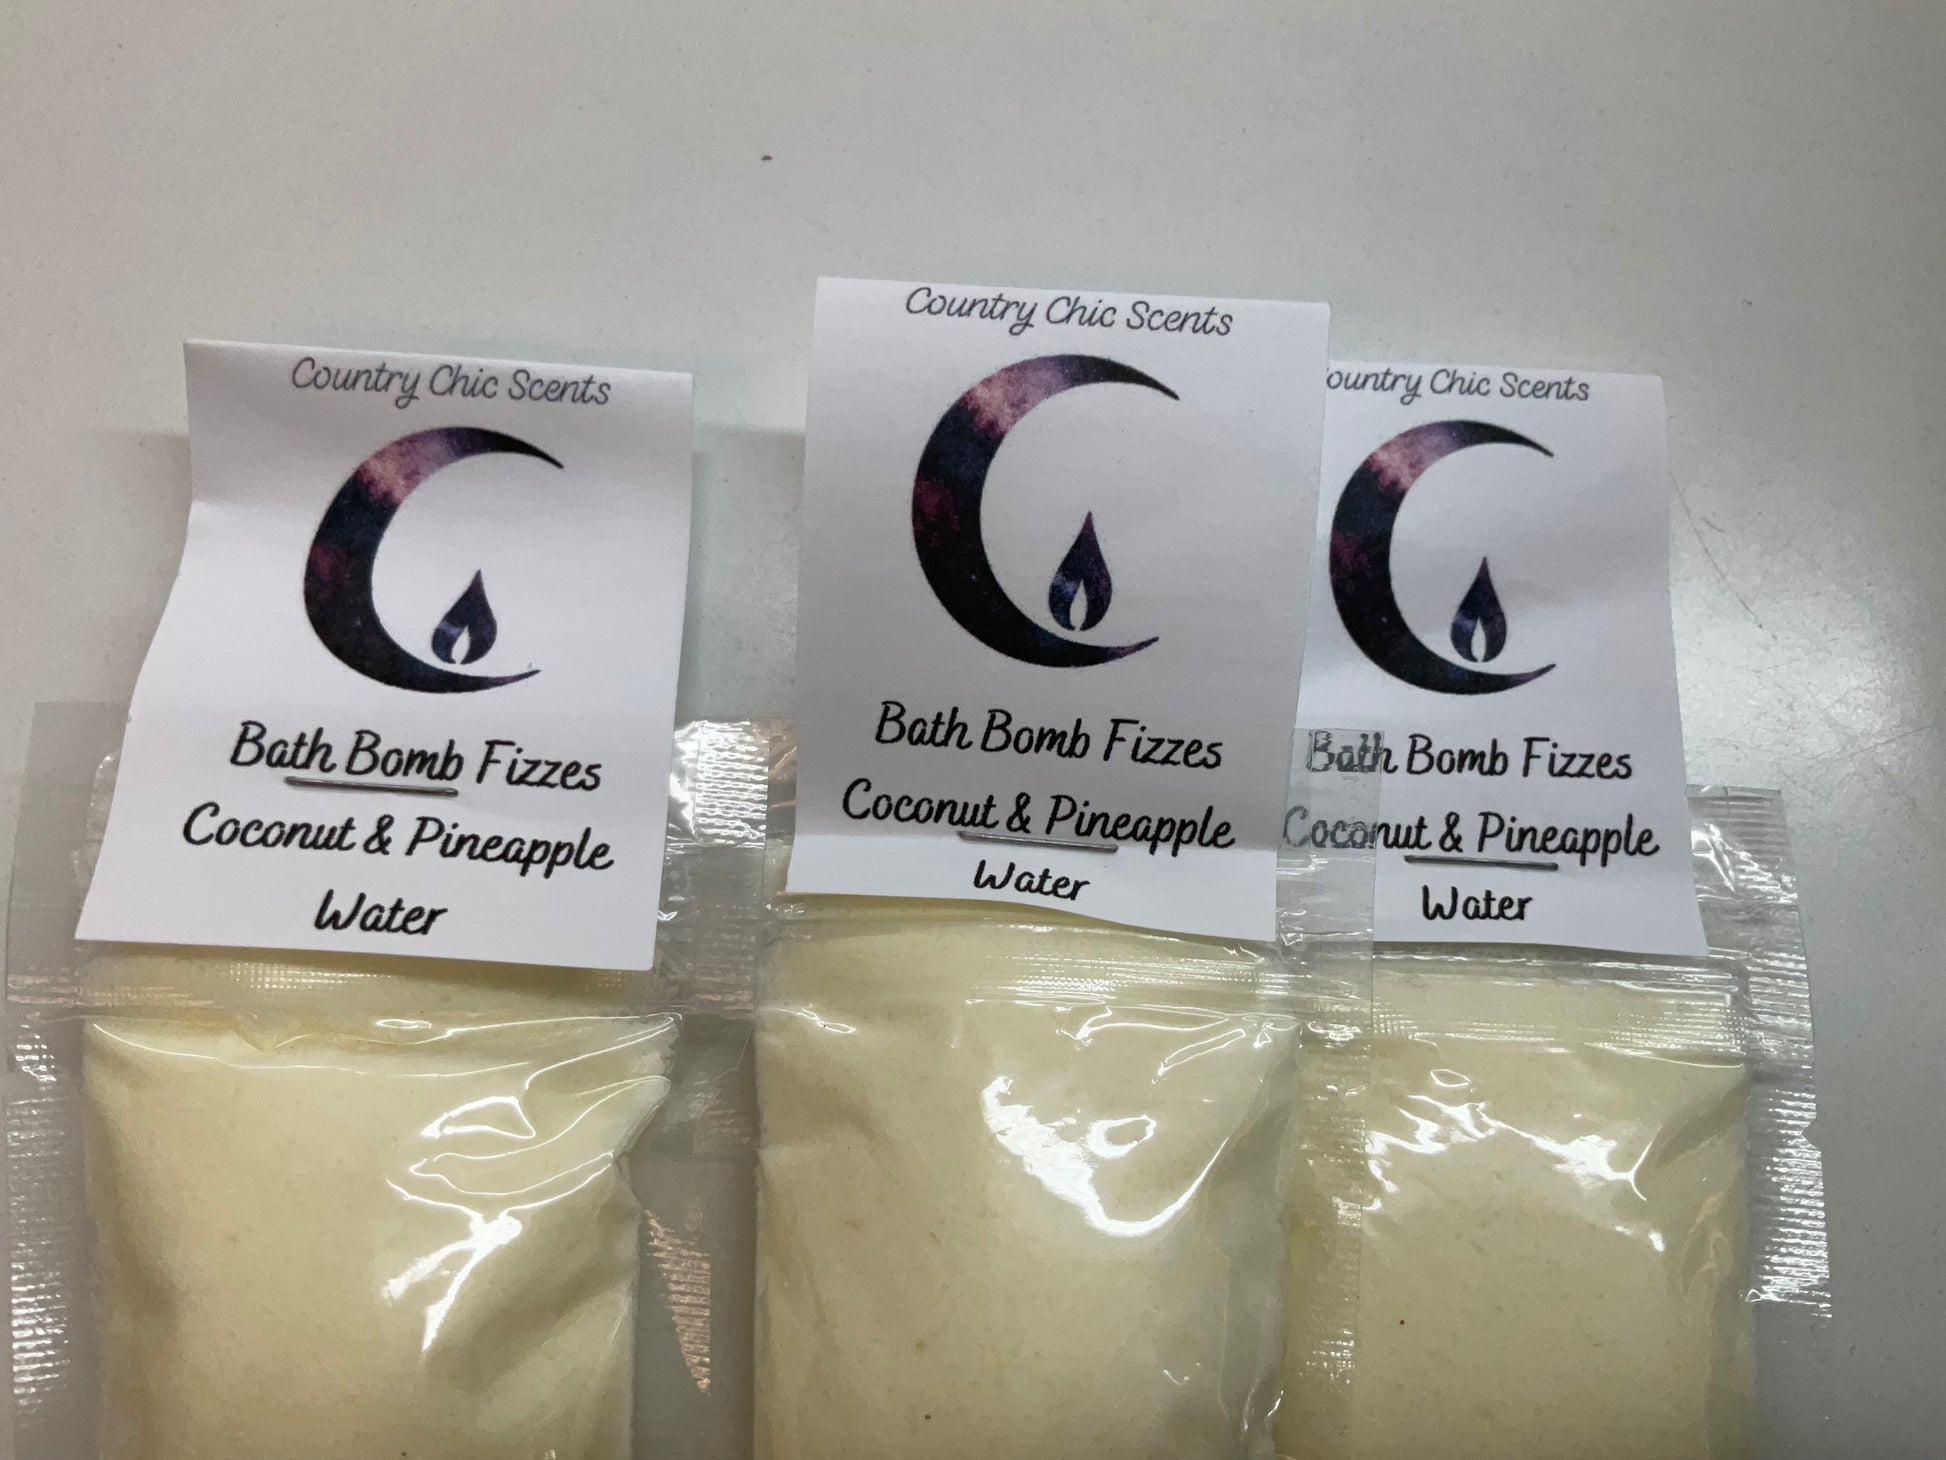 Country Chic Scents
Bath Bomb Fizzes
Coconut & Pineapple
Water
Country Chic Scents
Bath Bomb Fizzes
Coconut & Pineapple
Water
ountry Chic Scents
Bath Bomb Fizzes
Coconut & Pineapple
Water